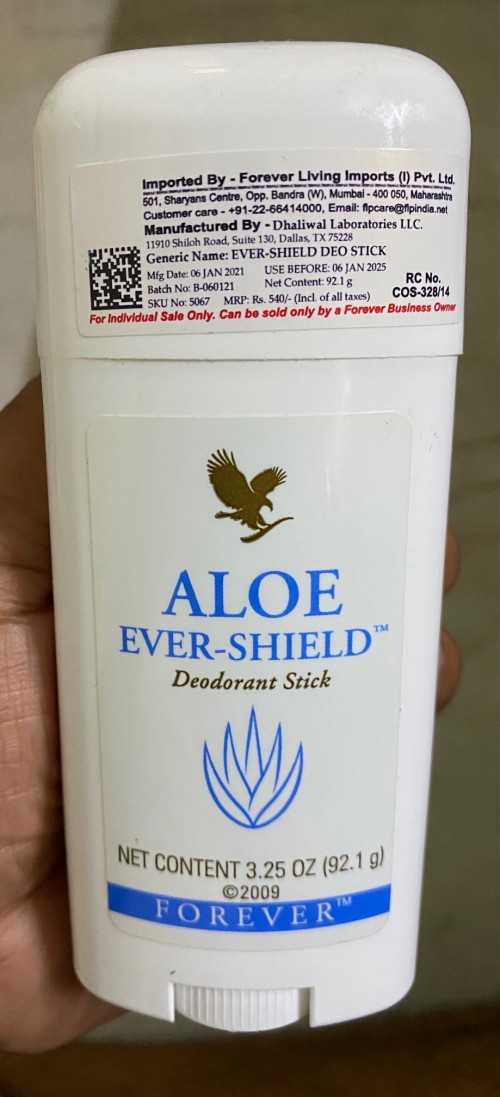 Imported By - Forever Living Imports (I) Pvt. Ltd.
501, Sharyans Centre, Opp. Bandra (W), Mumbai - 400 050, Maharashtra
Customer care - +91-22-66414000, Email: flpcare@flpindia.net
Manufactured By - Dhaliwal Laboratories LLC.
11910 Shiloh Road, Suite 130, Dallas, TX 75228
Generic Name: EVER-SHIELD DEO STICK
Mfg Date: 06 JAN 2021 USE BEFORE: 06 JAN 2025
Batch No: B-060121 Net Content: 92.1 g
SKU No: 5067 MRP: Rs. 540/- (Incl. of all taxes)
RC No.
COS-328/14
For Individual Sale Only. Can be sold only by a Forever Business Owner
ALOE
EVER-SHIELD™
Deodorant Stick
NET CONTENT 3.25 OZ (92.1 g)
©2009
FOREVER™